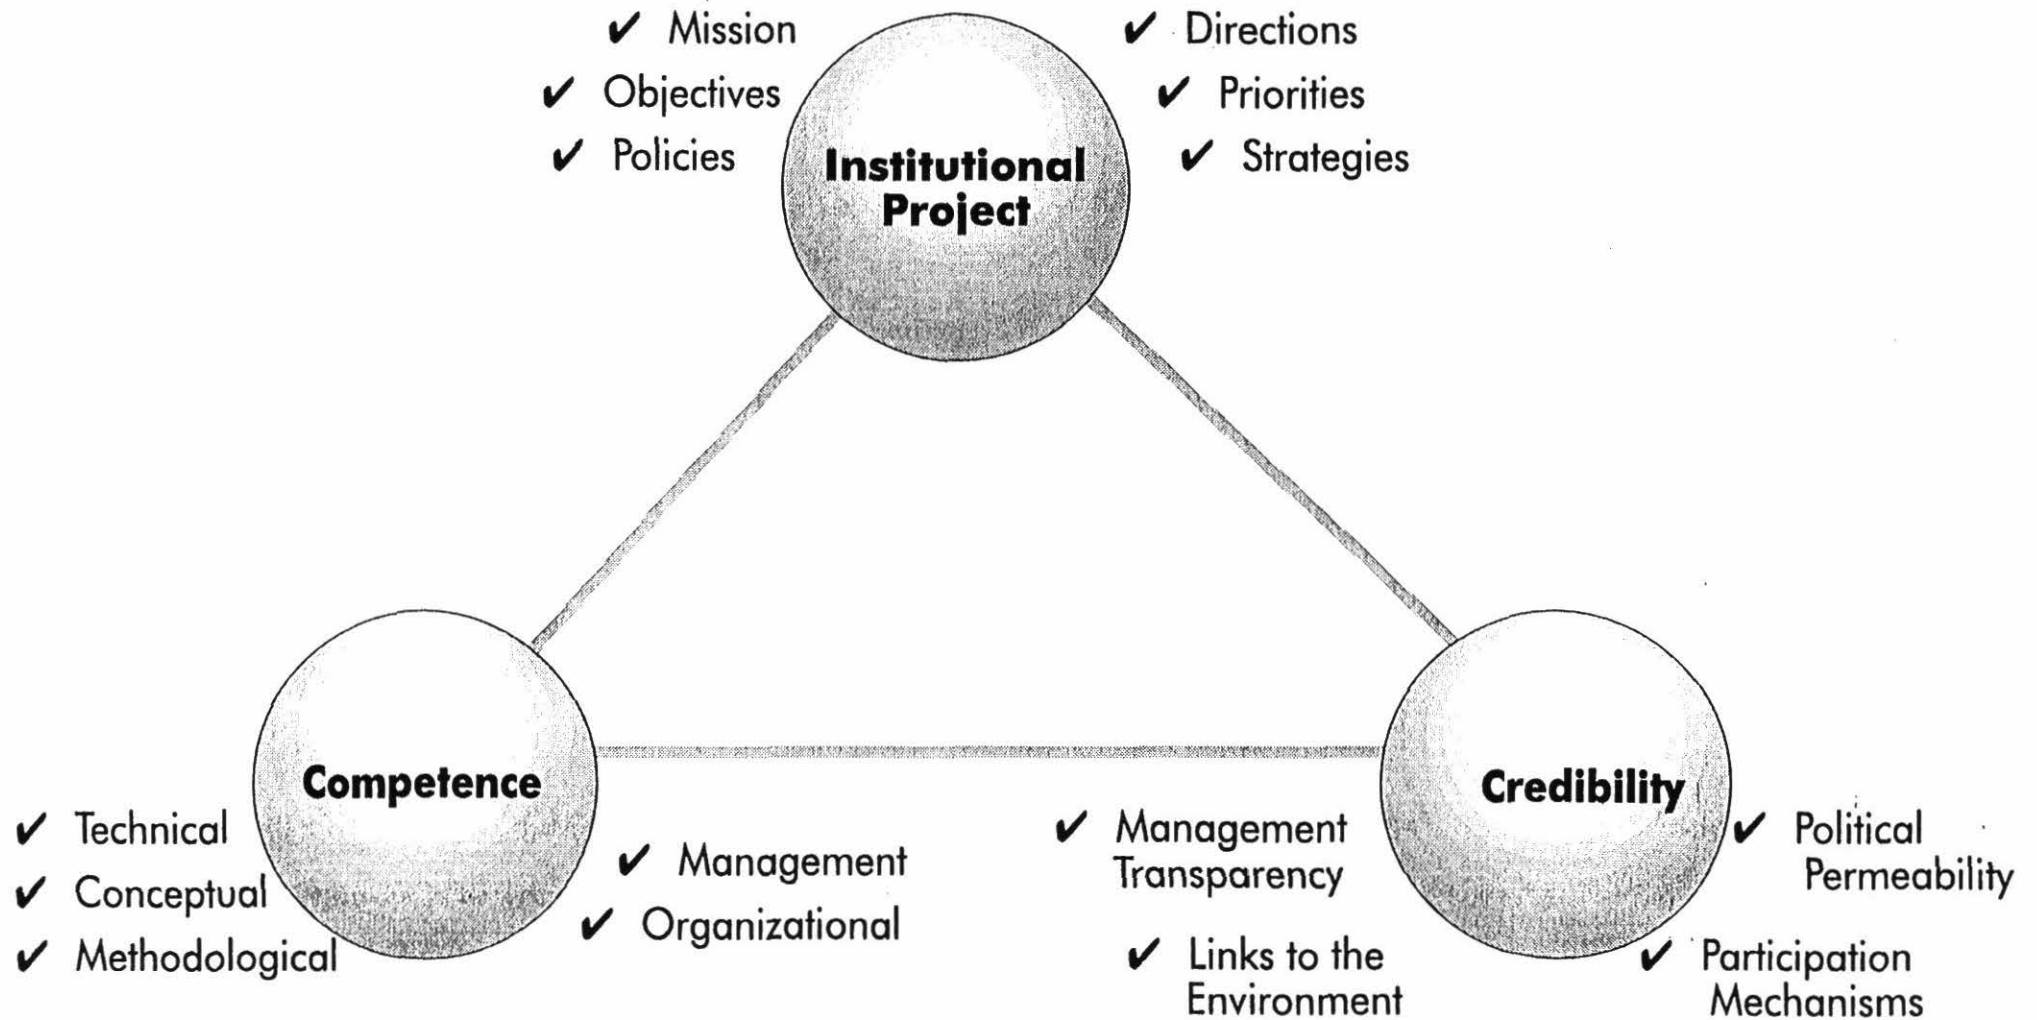 ✔ Mission
✔ Objectives
✔ Policies
✔ Directions
✔ Priorities
✔ Strategies
Institutional
Project
Competence
✔ Technical
✔ Conceptual
✔ Methodological
✔ Management
✔ Organizational
Credibility
✔ Management
Transparency
✔ Links to the
Environment
✔ Political
Permeability
✔ Participation
Mechanisms